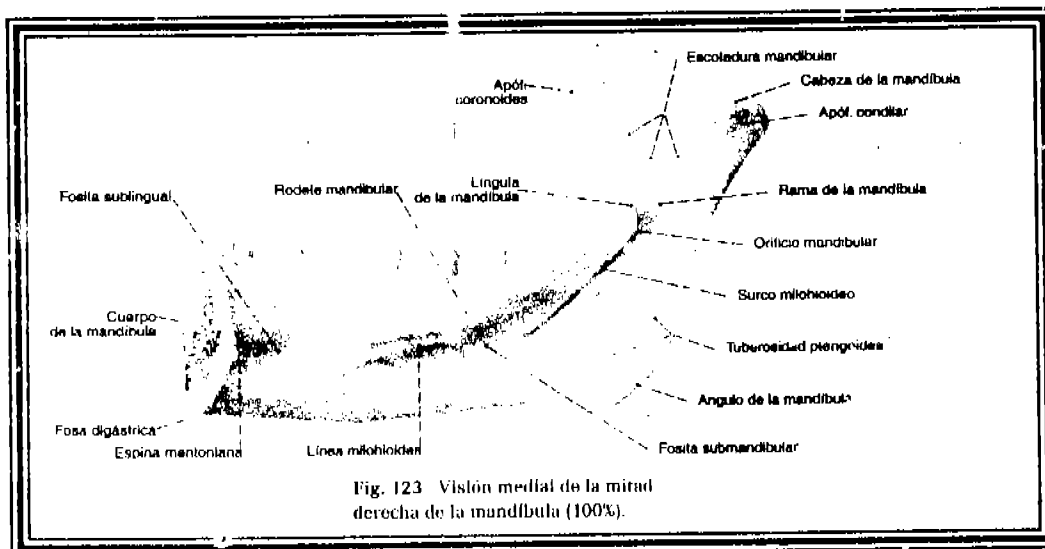 Escotadura mandibular
Cabeza de la mandíbula
Apóf.
coronoides
Apóf. condilar
Língula
de la mandíbula
Rama de la mandíbula
Fosita sublingual
Rodete mandibular
Orificio mandibular
Surco milohioideo
Cuerpo
de la mandíbula
Tuberosidad pterigoidea
Angulo de la mandíbula
Fosa digástrica
Espina mentoniana
Línea milohioidea
Fosita submandibular
Fig. 123 Visión medial de la mitad
derecha de la mandíbula (100%).